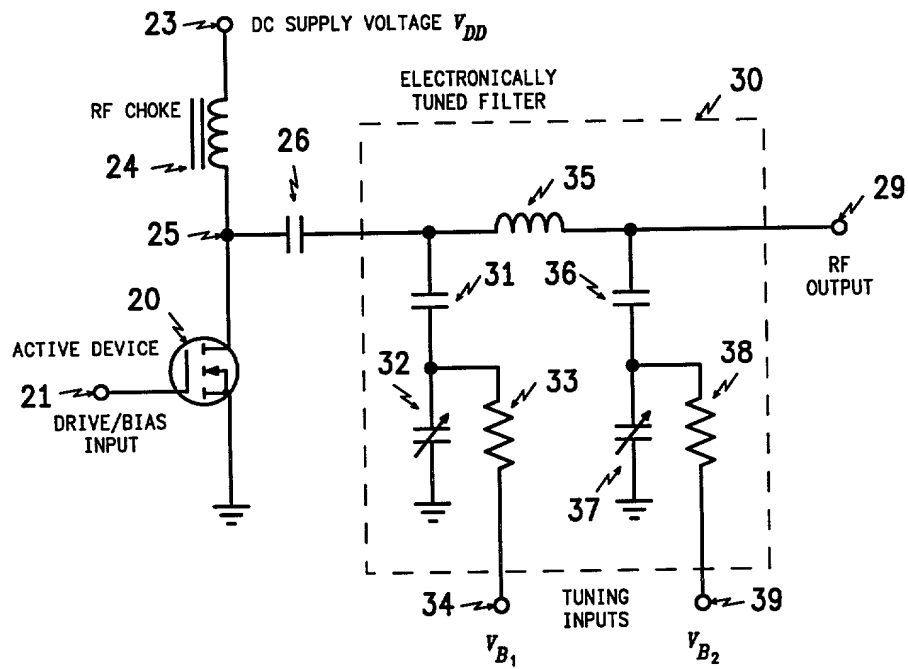 23
DC SUPPLY VOLTAGE V_DD
ELECTRONICALLY
TUNED FILTER
30
RF CHOKE
24
26
35
29
25
RF
OUTPUT
31
36
20
ACTIVE DEVICE
32
33
38
21
DRIVE/BIAS
INPUT
37
34
TUNING
INPUTS
39
V_B1
V_B2